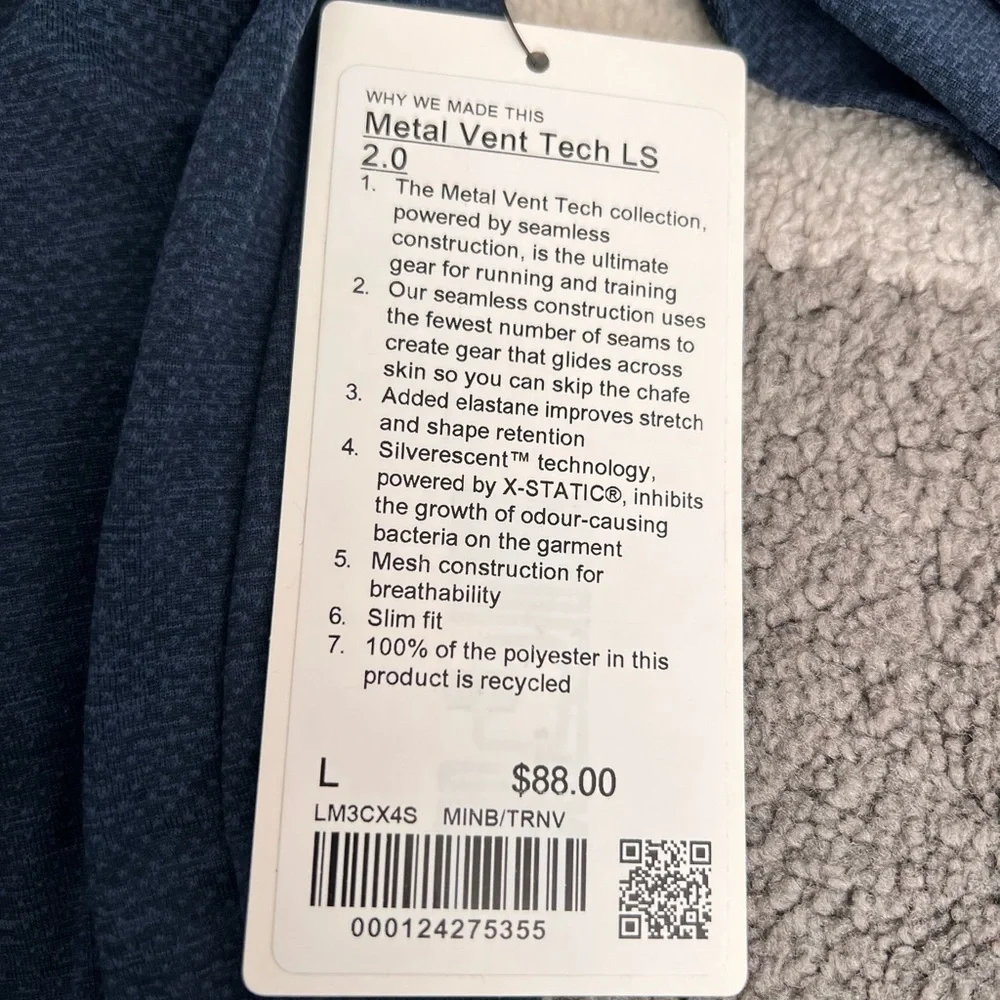 WHY WE MADE THIS
Metal Vent Tech LS
2.0
1. The Metal Vent Tech collection,
powered by seamless
construction, is the ultimate
gear for running and training
2. Our seamless construction uses
the fewest number of seams to
create gear that glides across
skin so you can skip the chafe
3. Added elastane improves stretch
and shape retention
4. Silverescent™ technology,
powered by X-STATIC®, inhibits
the growth of odour-causing
bacteria on the garment
5. Mesh construction for
breathability
6. Slim fit
7. 100% of the polyester in this
product is recycled
L $88.00
LM3CX4S MINB/TRNV
000124275355